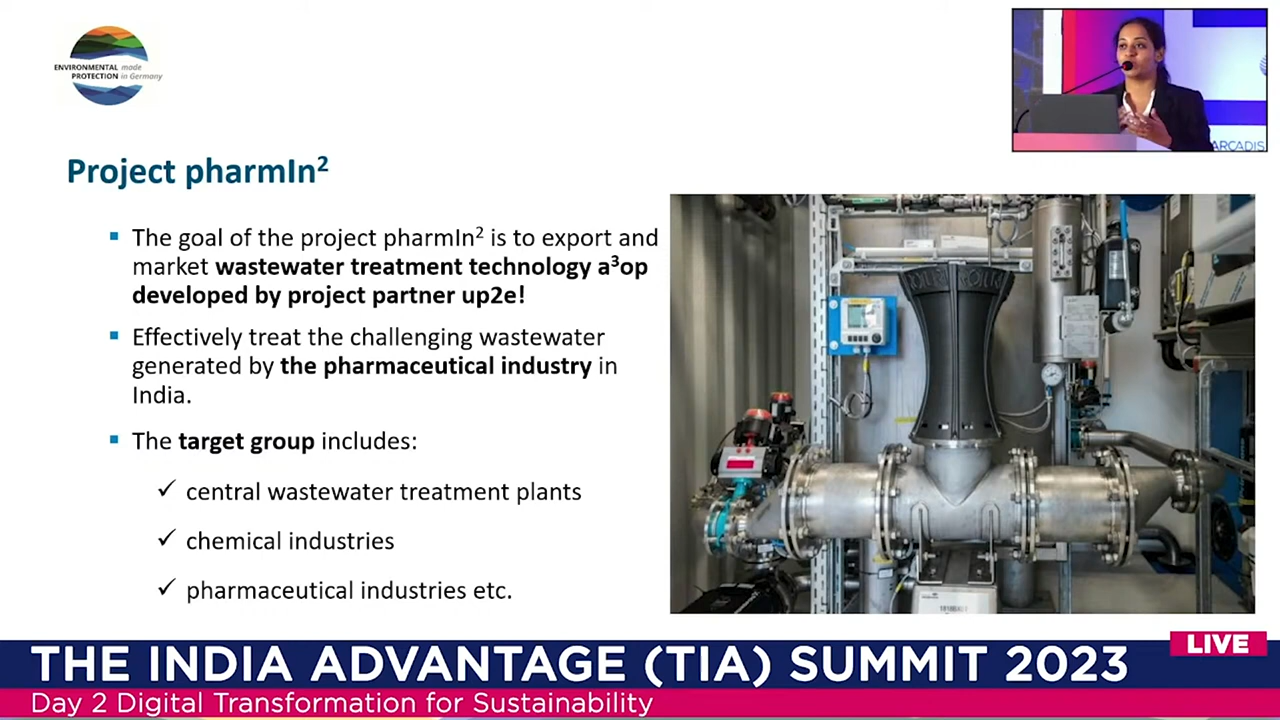 ENVIRONMENTAL made
PROTECTION in Germany
ARCADIS
Project pharmIn²
The goal of the project pharmIn² is to export and
market wastewater treatment technology a³op
developed by project partner up2e!
Effectively treat the challenging wastewater
generated by the pharmaceutical industry in
India.
The target group includes:
✓ central wastewater treatment plants
✓ chemical industries
✓ pharmaceutical industries etc.
LIVE
THE INDIA ADVANTAGE (TIA) SUMMIT 2023
Day 2 Digital Transformation for Sustainability